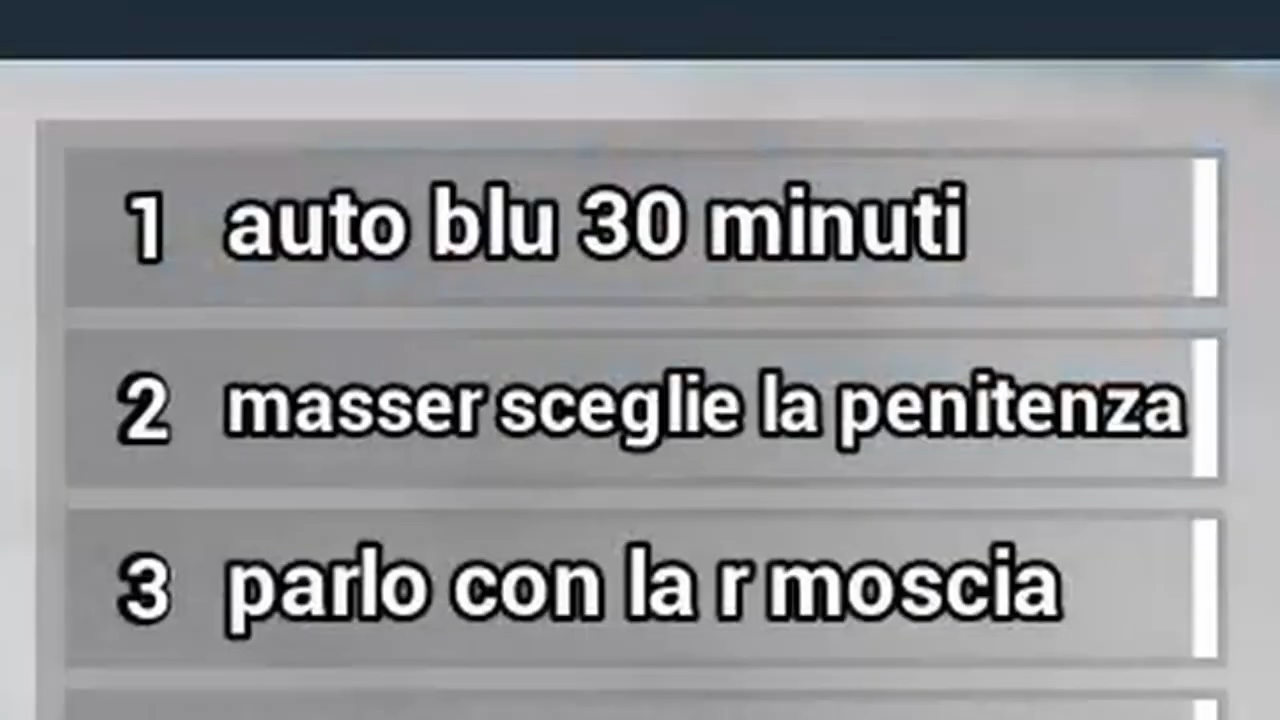 1 auto blu 30 minuti
2 masser sceglie la penitenza
3 parlo con la r moscia